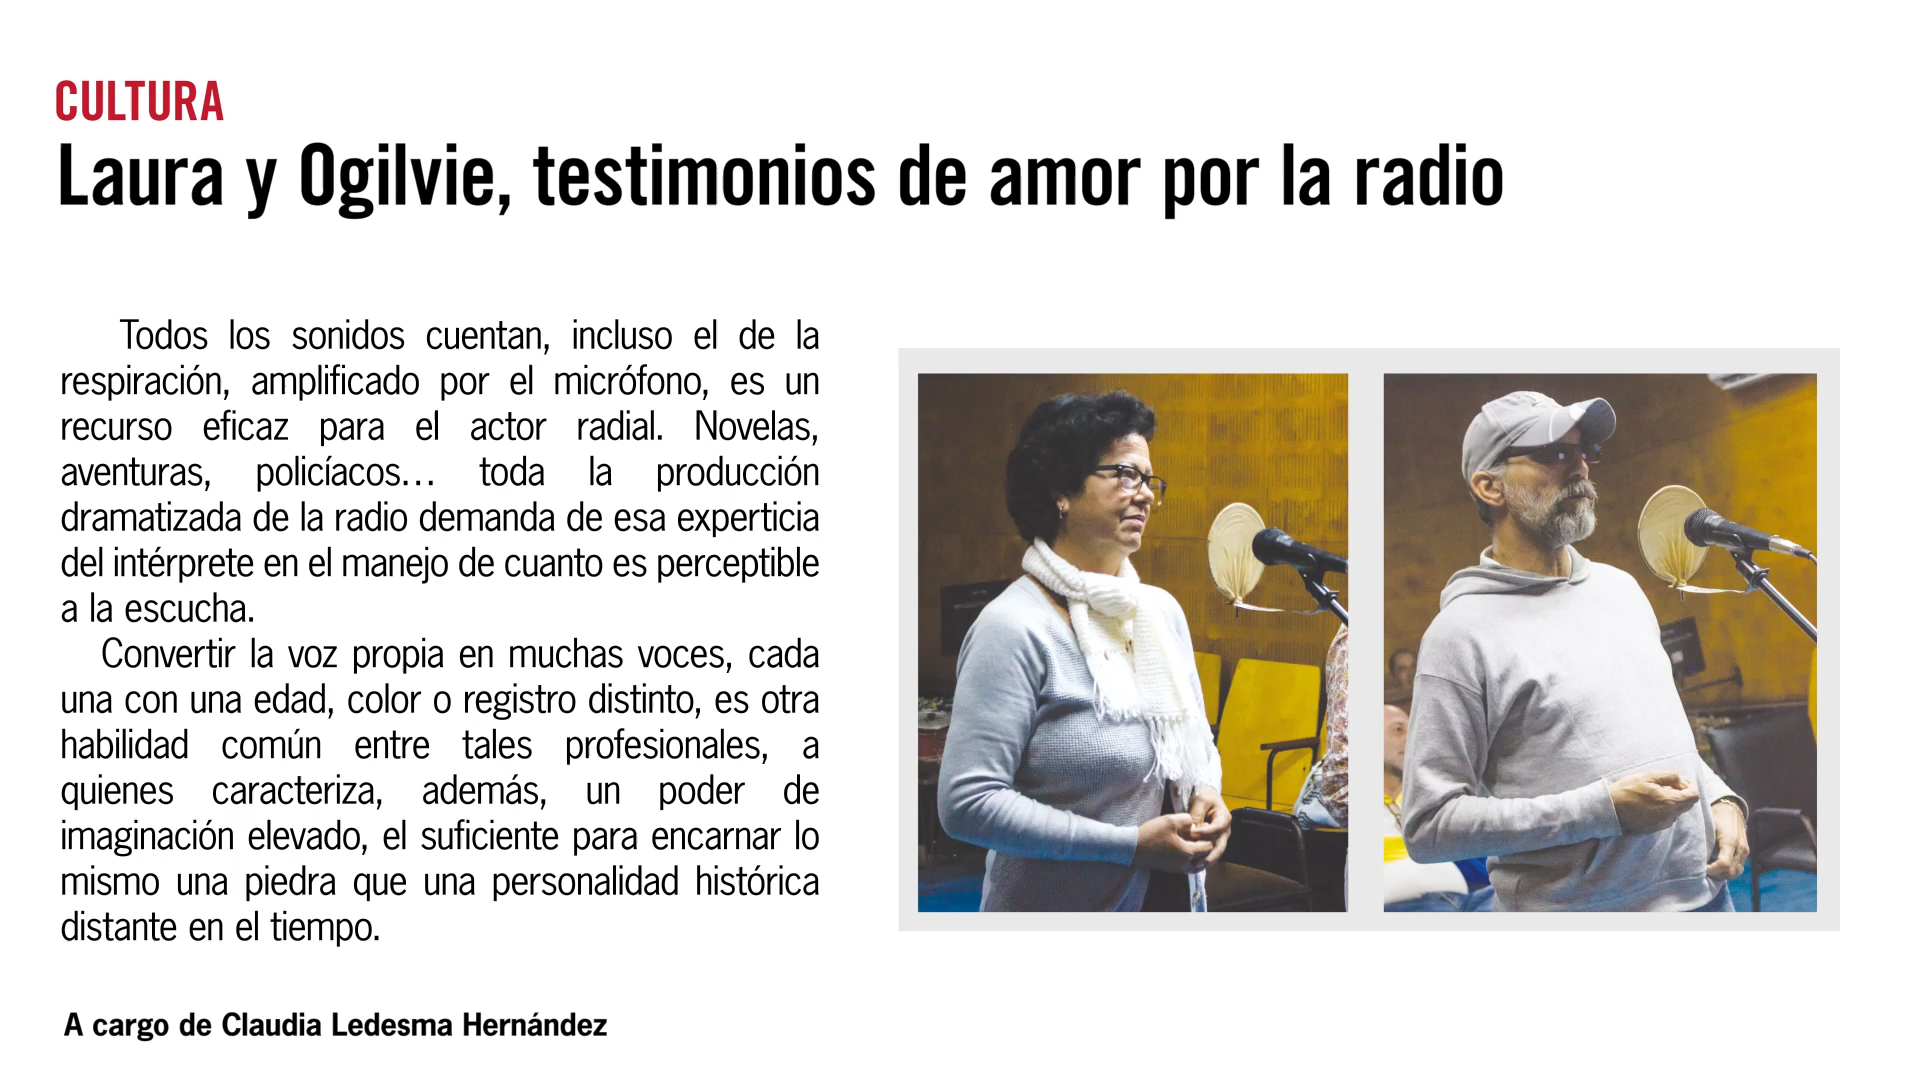 CULTURA
Laura y Ogilvie, testimonios de amor por la radio
Todos los sonidos cuentan, incluso el de la
respiración, amplificado por el micrófono, es un
recurso eficaz para el actor radial. Novelas,
aventuras, policíacos… toda la producción
dramatizada de la radio demanda de esa experticia
del intérprete en el manejo de cuanto es perceptible
a la escucha.
Convertir la voz propia en muchas voces, cada
una con una edad, color o registro distinto, es otra
habilidad común entre tales profesionales, a
quienes caracteriza, además, un poder de
imaginación elevado, el suficiente para encarnar lo
mismo una piedra que una personalidad histórica
distante en el tiempo.
A cargo de Claudia Ledesma Hernández